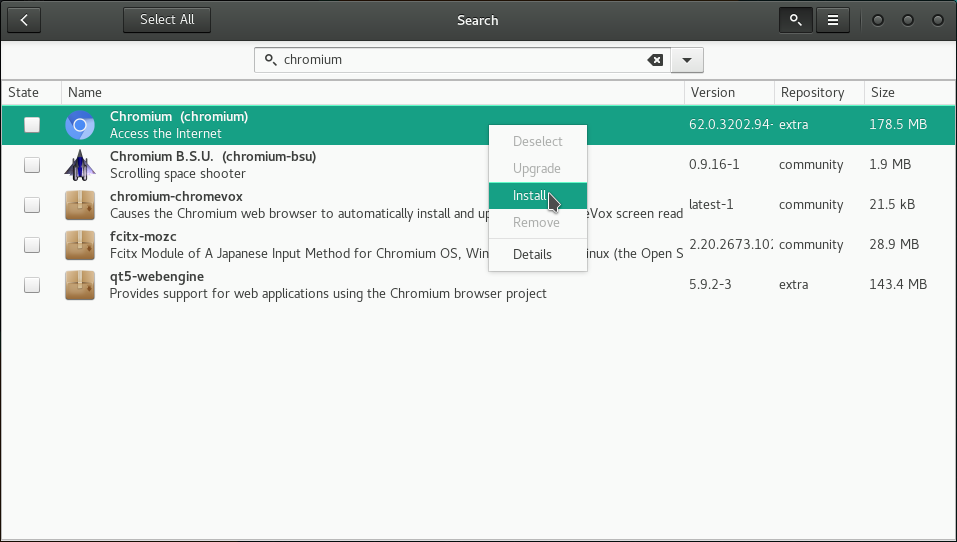 Select All
Search
chromium
State Name Version Repository Size
Chromium (chromium)
Access the Internet
62.0.3202.94- extra 178.5 MB
Chromium B.S.U. (chromium-bsu)
Scrolling space shooter
0.9.16-1 community 1.9 MB
chromium-chromevox
Causes the Chromium web browser to automatically install and up eVox screen read
latest-1 community 21.5 kB
fcitx-mozc
Fcitx Module of A Japanese Input Method for Chromium OS, Win inux (the Open S
2.20.2673.102 community 28.9 MB
qt5-webengine
Provides support for web applications using the Chromium browser project
5.9.2-3 extra 143.4 MB
Deselect
Upgrade
Install
Remove
Details